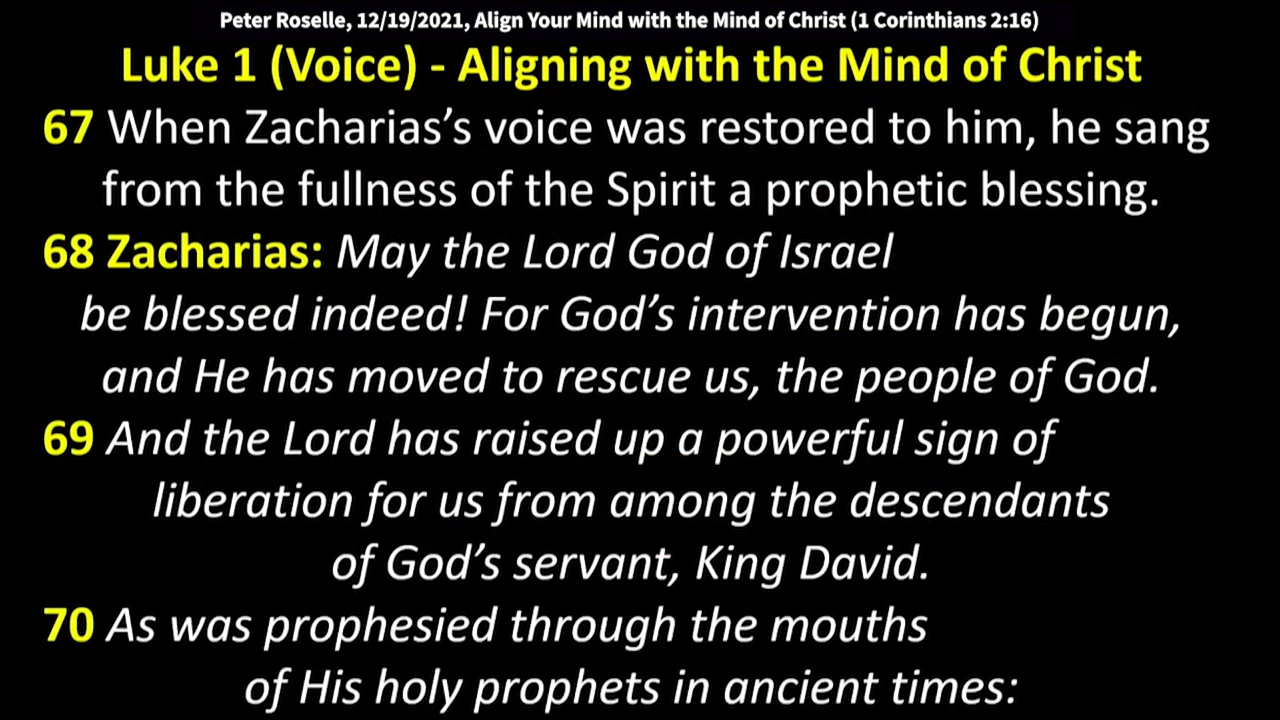 Peter Roselle, 12/19/2021, Align Your Mind with the Mind of Christ (1 Corinthians 2:16)
Luke 1 (Voice) - Aligning with the Mind of Christ
67 When Zacharias’s voice was restored to him, he sang
from the fullness of the Spirit a prophetic blessing.
68 Zacharias: May the Lord God of Israel
be blessed indeed! For God’s intervention has begun,
and He has moved to rescue us, the people of God.
69 And the Lord has raised up a powerful sign of
liberation for us from among the descendants
of God’s servant, King David.
70 As was prophesied through the mouths
of His holy prophets in ancient times: